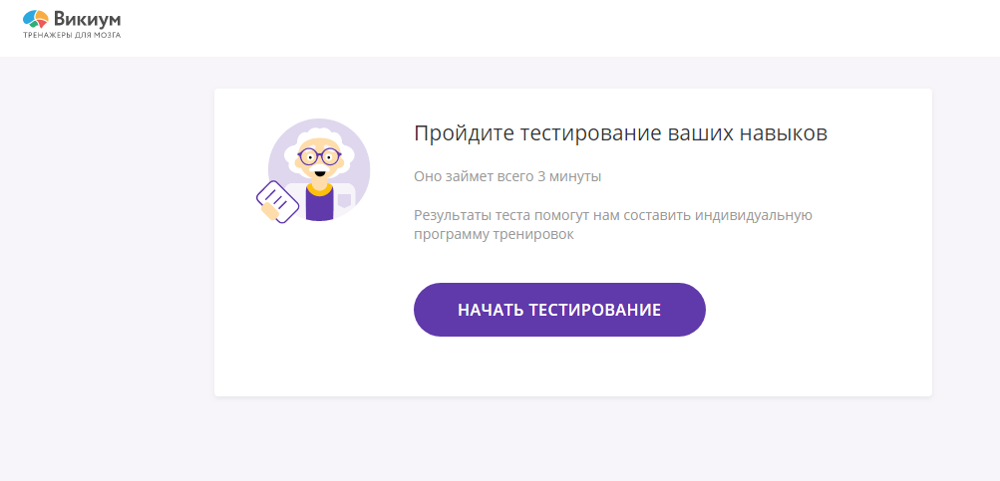 Викиум
ТРЕНАЖЕРЫ ДЛЯ МОЗГА
Пройдите тестирование ваших навыков
Оно займет всего 3 минуты
Результаты теста помогут нам составить индивидуальную
программу тренировок
НАЧАТЬ ТЕСТИРОВАНИЕ